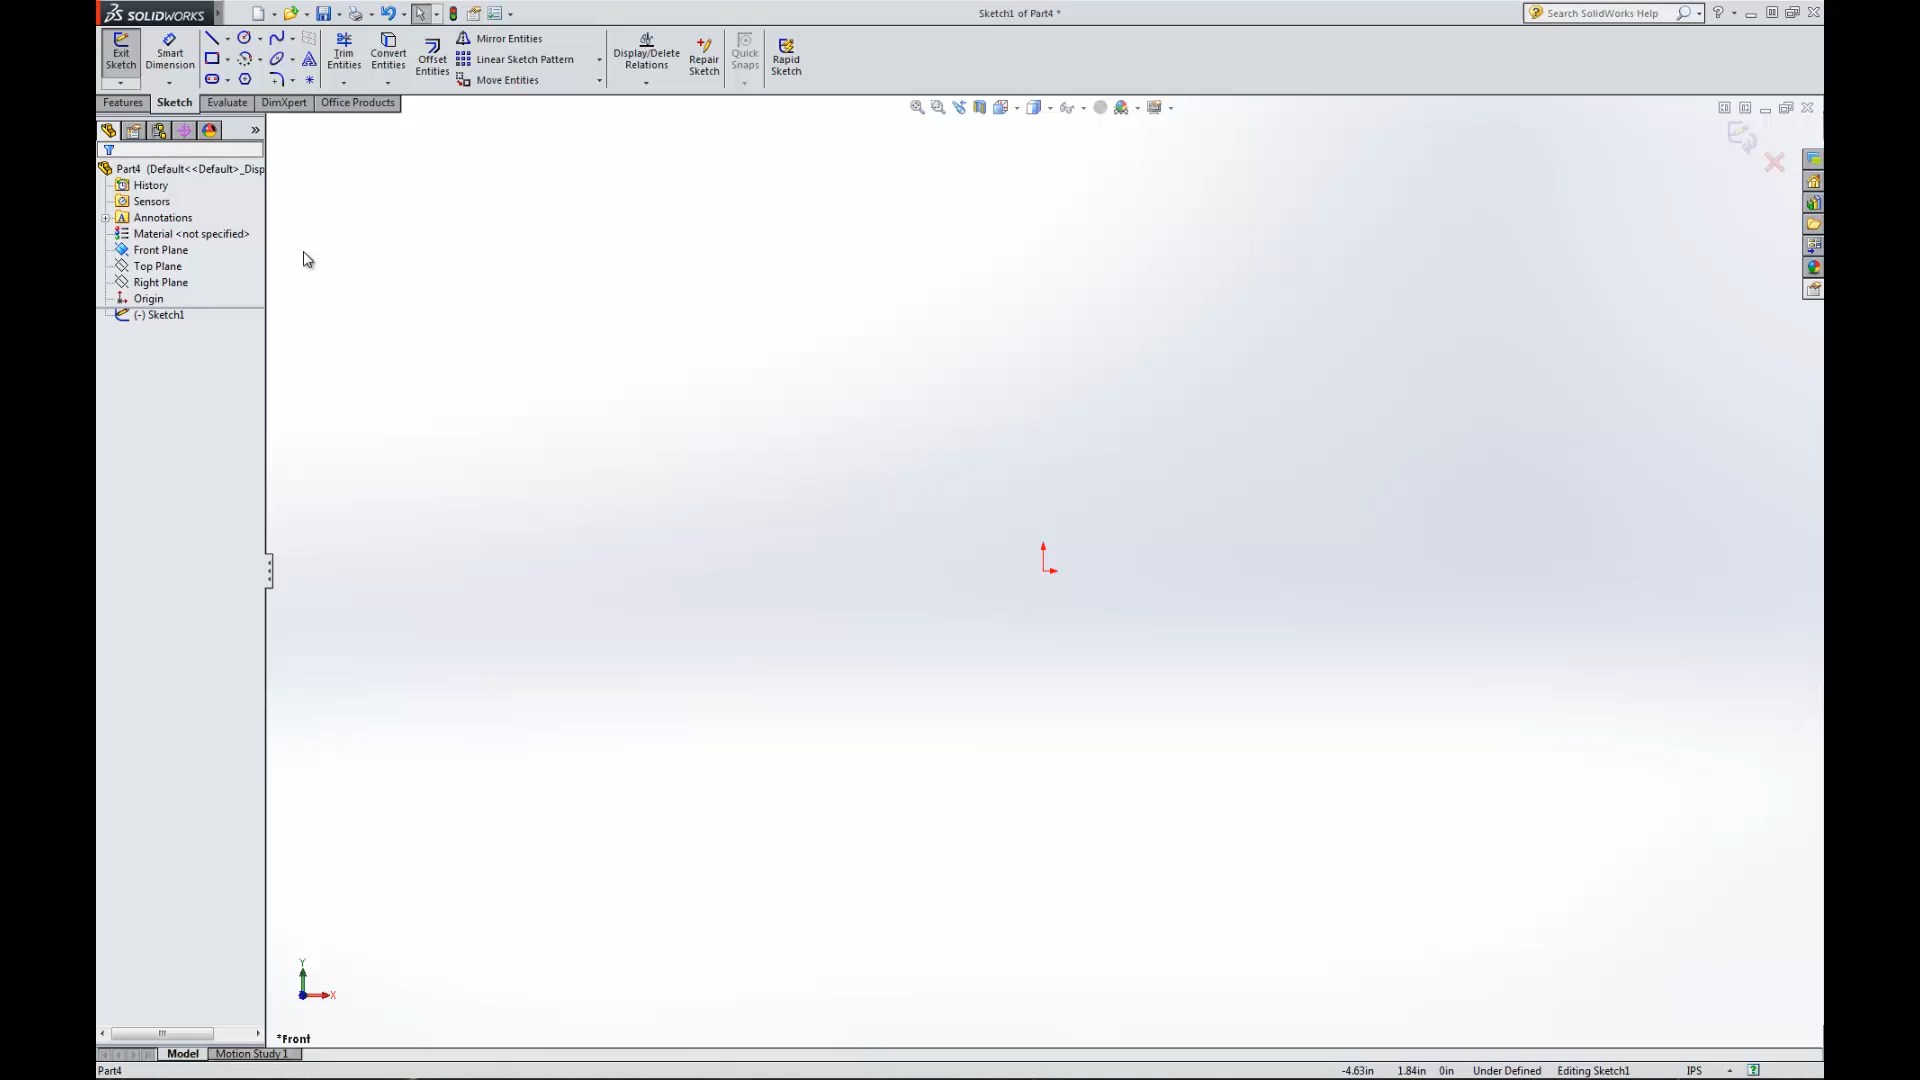 SOLIDWORKS
Sketch1 of Part4 *
Search SolidWorks Help
Exit Sketch
Smart Dimension
Trim Entities
Convert Entities
Offset Entities
Mirror Entities
Linear Sketch Pattern
Move Entities
Display/Delete Relations
Repair Sketch
Quick Snaps
Rapid Sketch
Features
Sketch
Evaluate
DimXpert
Office Products
Part4 (Default<<Default>_Disp
History
Sensors
Annotations
Material <not specified>
Front Plane
Top Plane
Right Plane
Origin
(-) Sketch1
Y
X
*Front
Model
Motion Study 1
Part4
-4.63in
1.84in
0in
Under Defined
Editing Sketch1
IPS